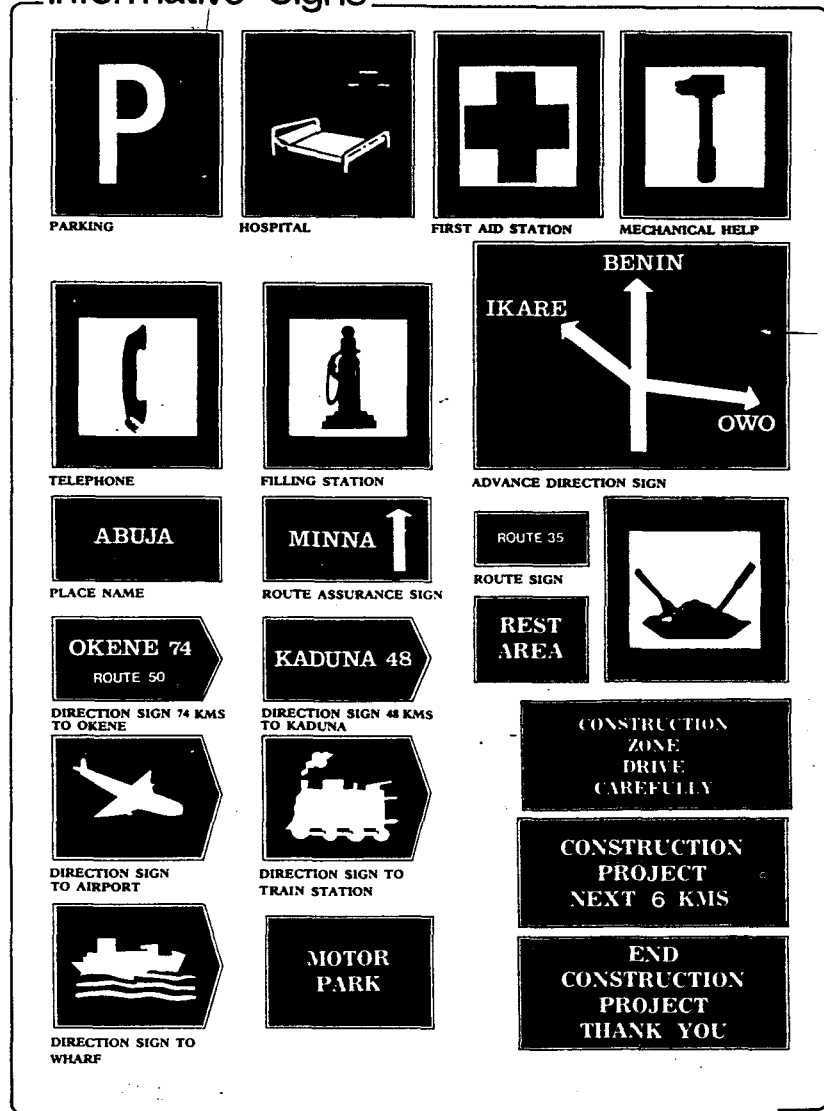 Informative Signs
P
PARKING
HOSPITAL
FIRST AID STATION
MECHANICAL HELP
TELEPHONE
FILLING STATION
BENIN
IKARE
OWO
ADVANCE DIRECTION SIGN
ABUJA
PLACE NAME
MINNA
ROUTE ASSURANCE SIGN
ROUTE 35
ROUTE SIGN
REST
AREA
OKENE 74
ROUTE 50
DIRECTION SIGN 74 KMS
TO OKENE
KADUNA 48
DIRECTION SIGN 48 KMS
TO KADUNA
CONSTRUCTION
ZONE
DRIVE
CAREFULLY
DIRECTION SIGN
TO AIRPORT
DIRECTION SIGN TO
TRAIN STATION
CONSTRUCTION
PROJECT
NEXT 6 KMS
DIRECTION SIGN TO
WHARF
MOTOR
PARK
END
CONSTRUCTION
PROJECT
THANK YOU